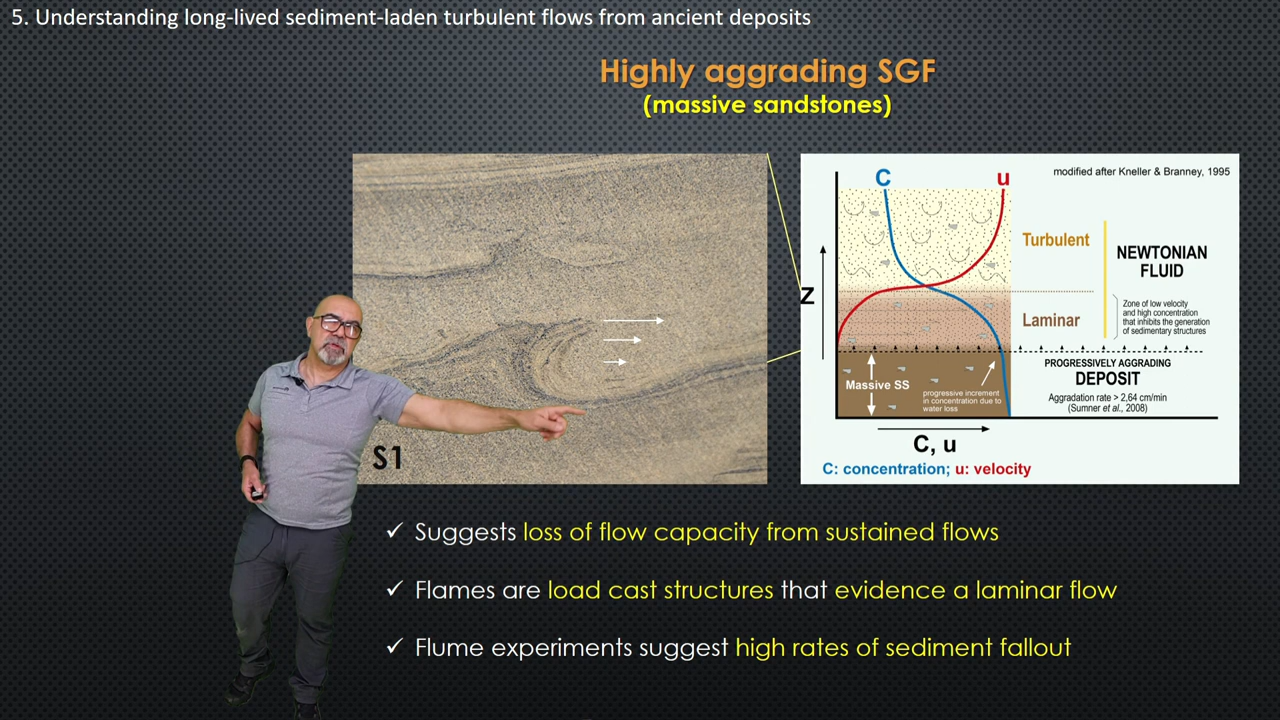 5. Understanding long-lived sediment-laden turbulent flows from ancient deposits
Highly aggrading SGF
(massive sandstones)
S1
C
u
modified after Kneller & Branney, 1995
Turbulent
NEWTONIAN
FLUID
Z
Laminar
Zone of low velocity
and high concentration
that inhibits the generation
of sedimentary structures
PROGRESSIVELY AGGRADING
DEPOSIT
Aggradation rate > 2,64 cm/min
(Sumner et al., 2008)
Massive SS
progressive increment
in concentration due to
water loss
C, u
C: concentration; u: velocity
✓ Suggests loss of flow capacity from sustained flows
✓ Flames are load cast structures that evidence a laminar flow
✓ Flume experiments suggest high rates of sediment fallout